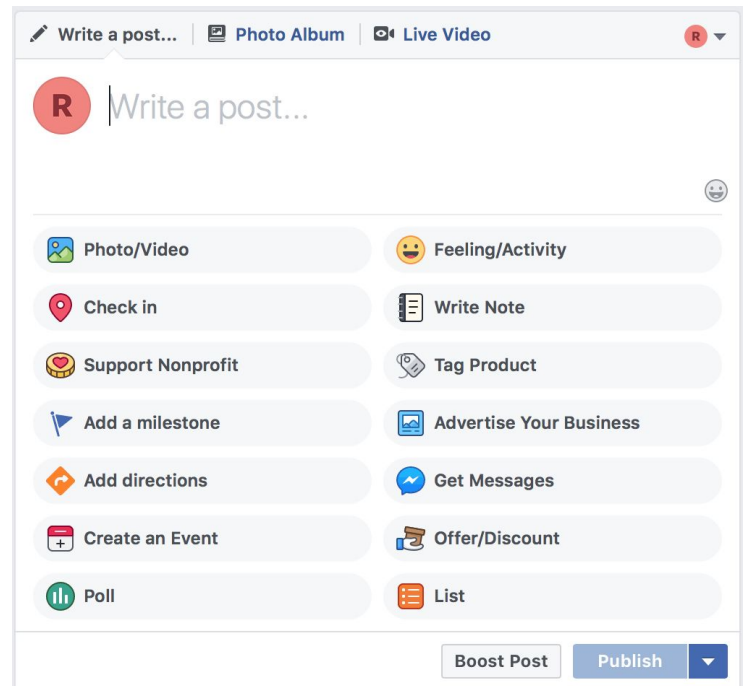 Write a post... Photo Album Live Video R
R Write a post...
Photo/Video Feeling/Activity
Check in Write Note
Support Nonprofit Tag Product
Add a milestone Advertise Your Business
Add directions Get Messages
Create an Event Offer/Discount
Poll List
Boost Post Publish